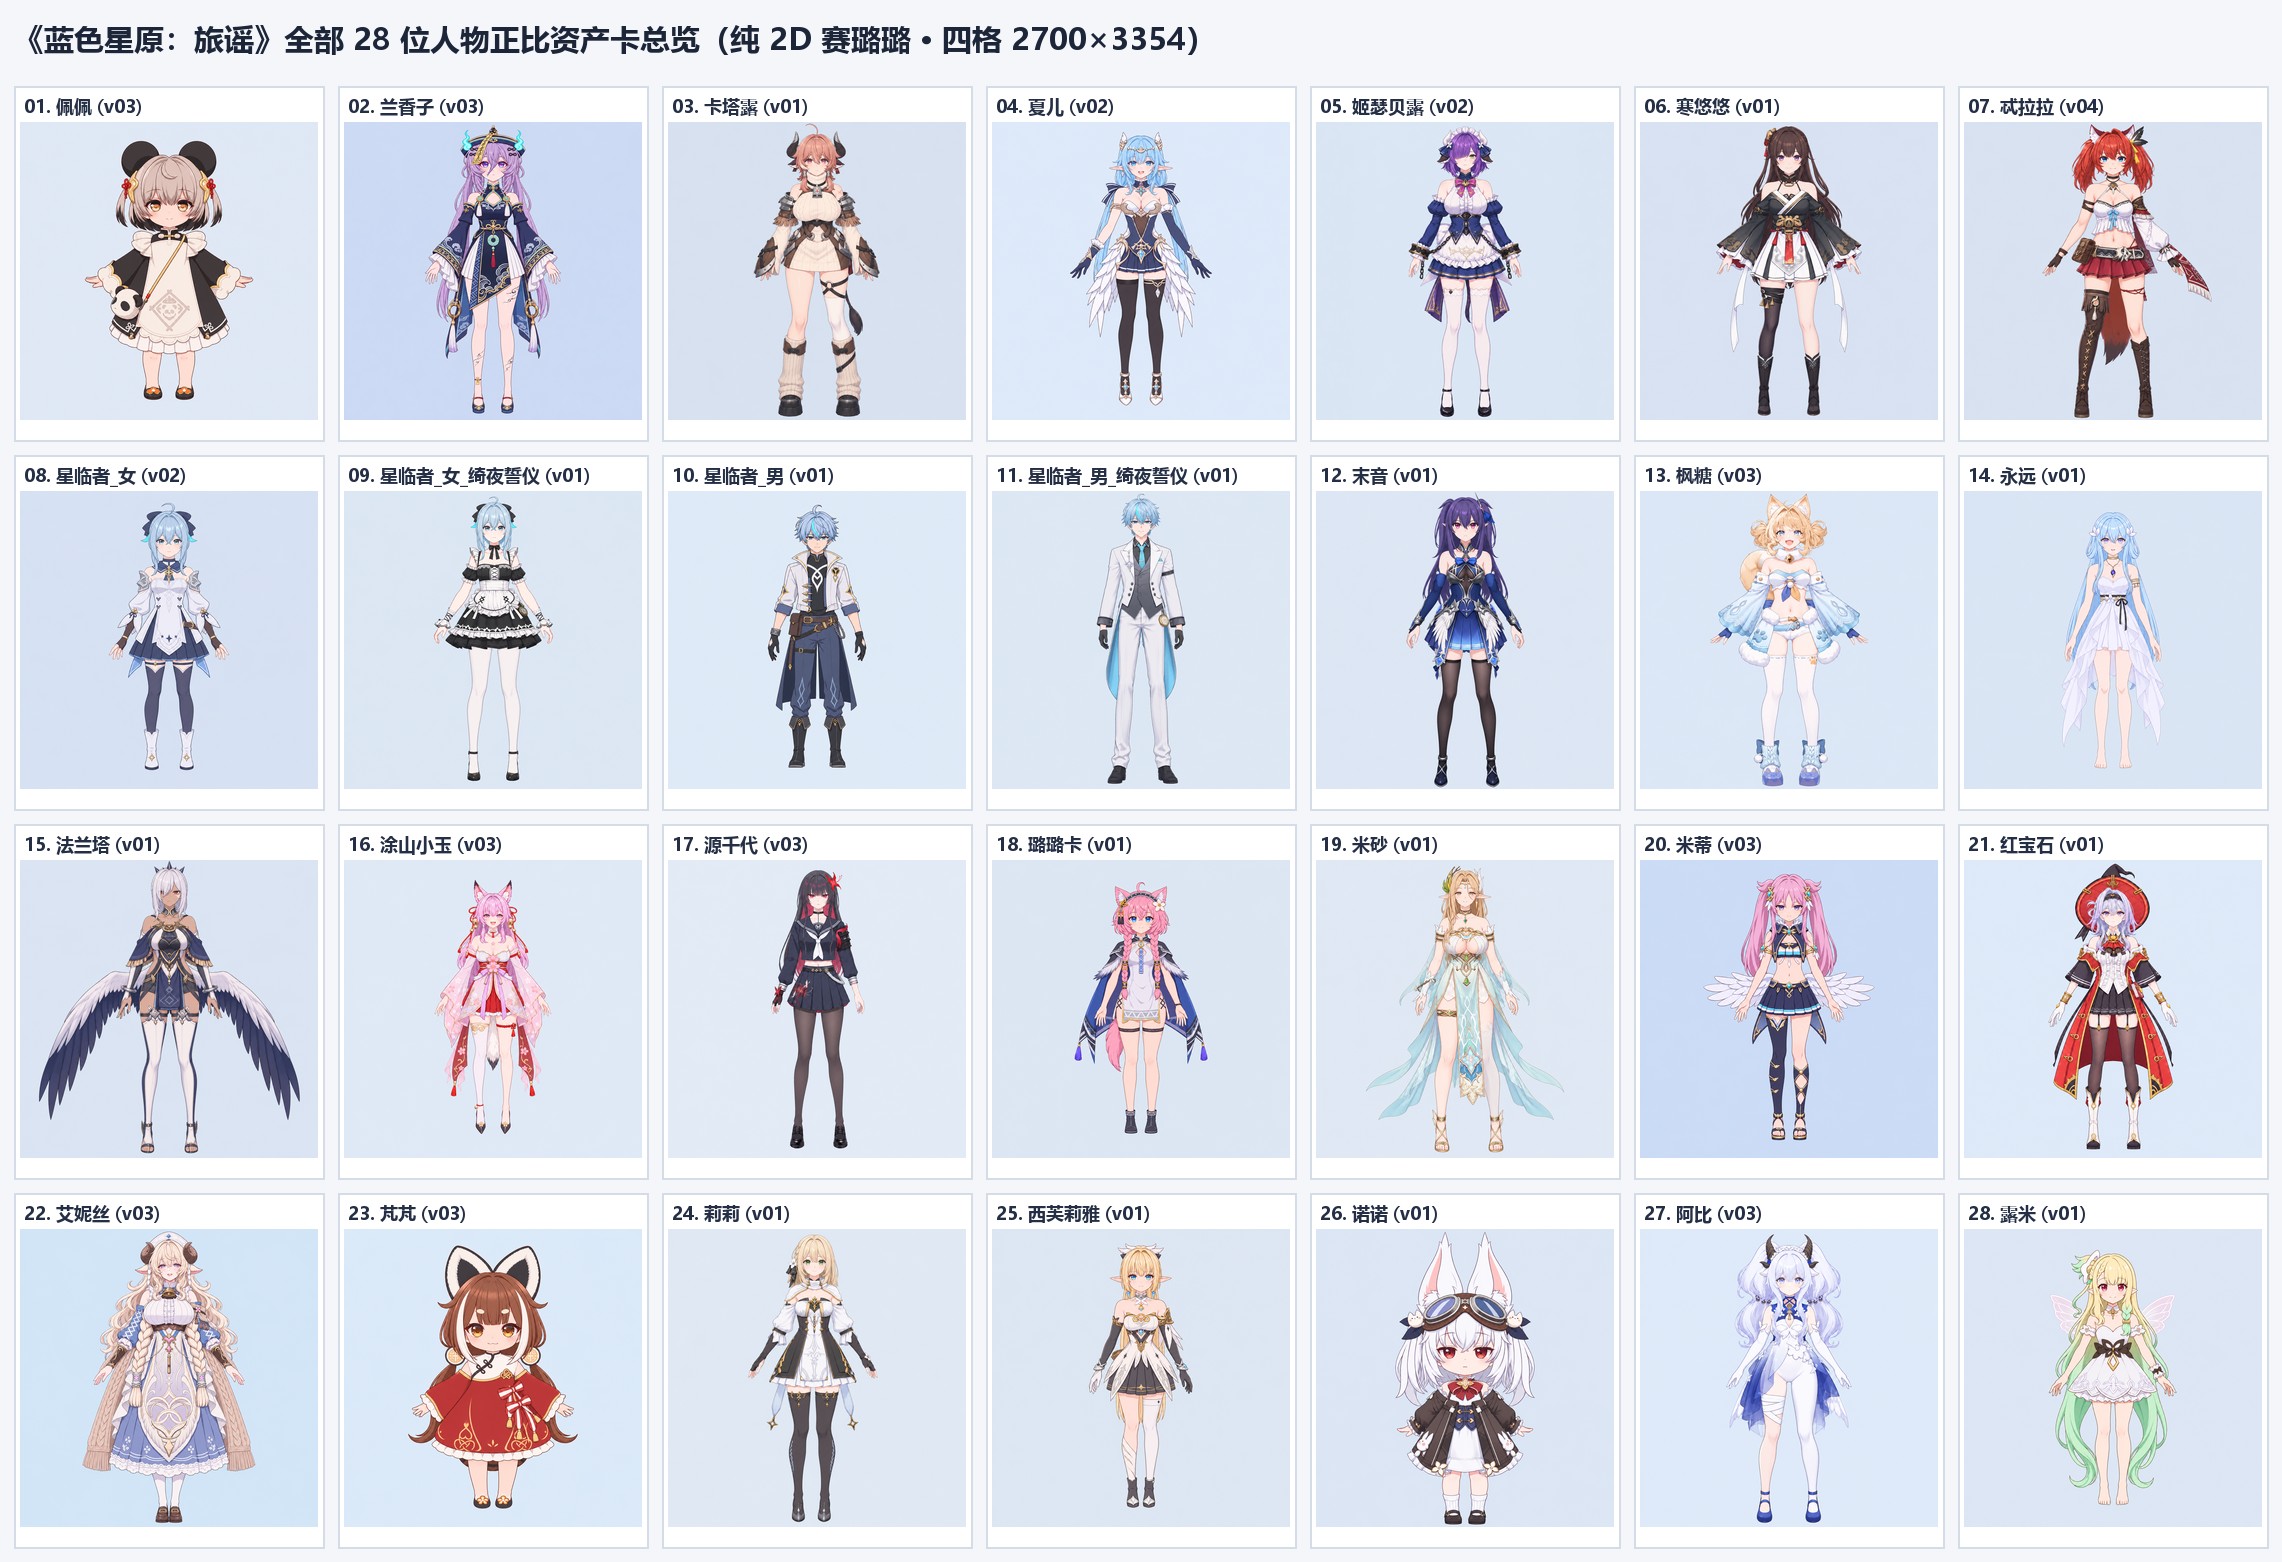 《蓝色星原：旅谣》全部 28 位人物正比资产卡总览（纯 2D 赛璐璐 • 四格 2700×3354）
01. 佩佩 (v03)
02. 兰香子 (v03)
03. 卡塔露 (v01)
04. 夏儿 (v02)
05. 姬瑟贝露 (v02)
06. 寒悠悠 (v01)
07. 忒拉拉 (v04)
08. 星临者_女 (v02)
09. 星临者_女_绮夜誓仪 (v01)
10. 星临者_男 (v01)
11. 星临者_男_绮夜誓仪 (v01)
12. 末音 (v01)
13. 枫糖 (v03)
14. 永远 (v01)
15. 法兰塔 (v01)
16. 涂山小玉 (v03)
17. 源千代 (v03)
18. 璐璐卡 (v01)
19. 米砂 (v01)
20. 米蒂 (v03)
21. 红宝石 (v01)
22. 艾妮丝 (v03)
23. 芃芃 (v03)
24. 莉莉 (v01)
25. 西芙莉雅 (v01)
26. 诺诺 (v01)
27. 阿比 (v03)
28. 露米 (v01)